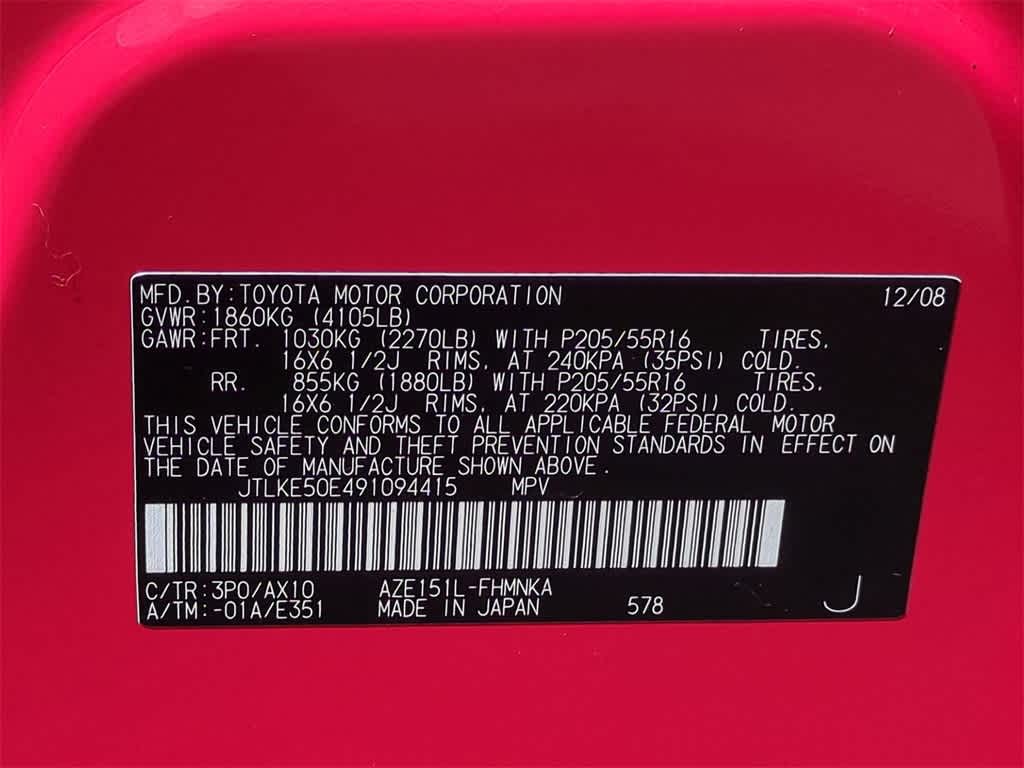 MFD. BY: TOYOTA MOTOR CORPORATION 12/08
GVWR: 1860KG (4105LB)
GAWR: FRT. 1030KG (2270LB) WITH P205/55R16 TIRES,
16X6 1/2J RIMS, AT 240KPA (35PSI) COLD.
RR. 855KG (1880LB) WITH P205/55R16 TIRES,
16X6 1/2J RIMS, AT 220KPA (32PSI) COLD.
THIS VEHICLE CONFORMS TO ALL APPLICABLE FEDERAL MOTOR
VEHICLE SAFETY AND THEFT PREVENTION STANDARDS IN EFFECT ON
THE DATE OF MANUFACTURE SHOWN ABOVE.
JTLKE50E491094415 MPV
C/TR: 3P0/AX10 AZE151L-FHMNKA
A/TM: -01A/E351 MADE IN JAPAN 578 J